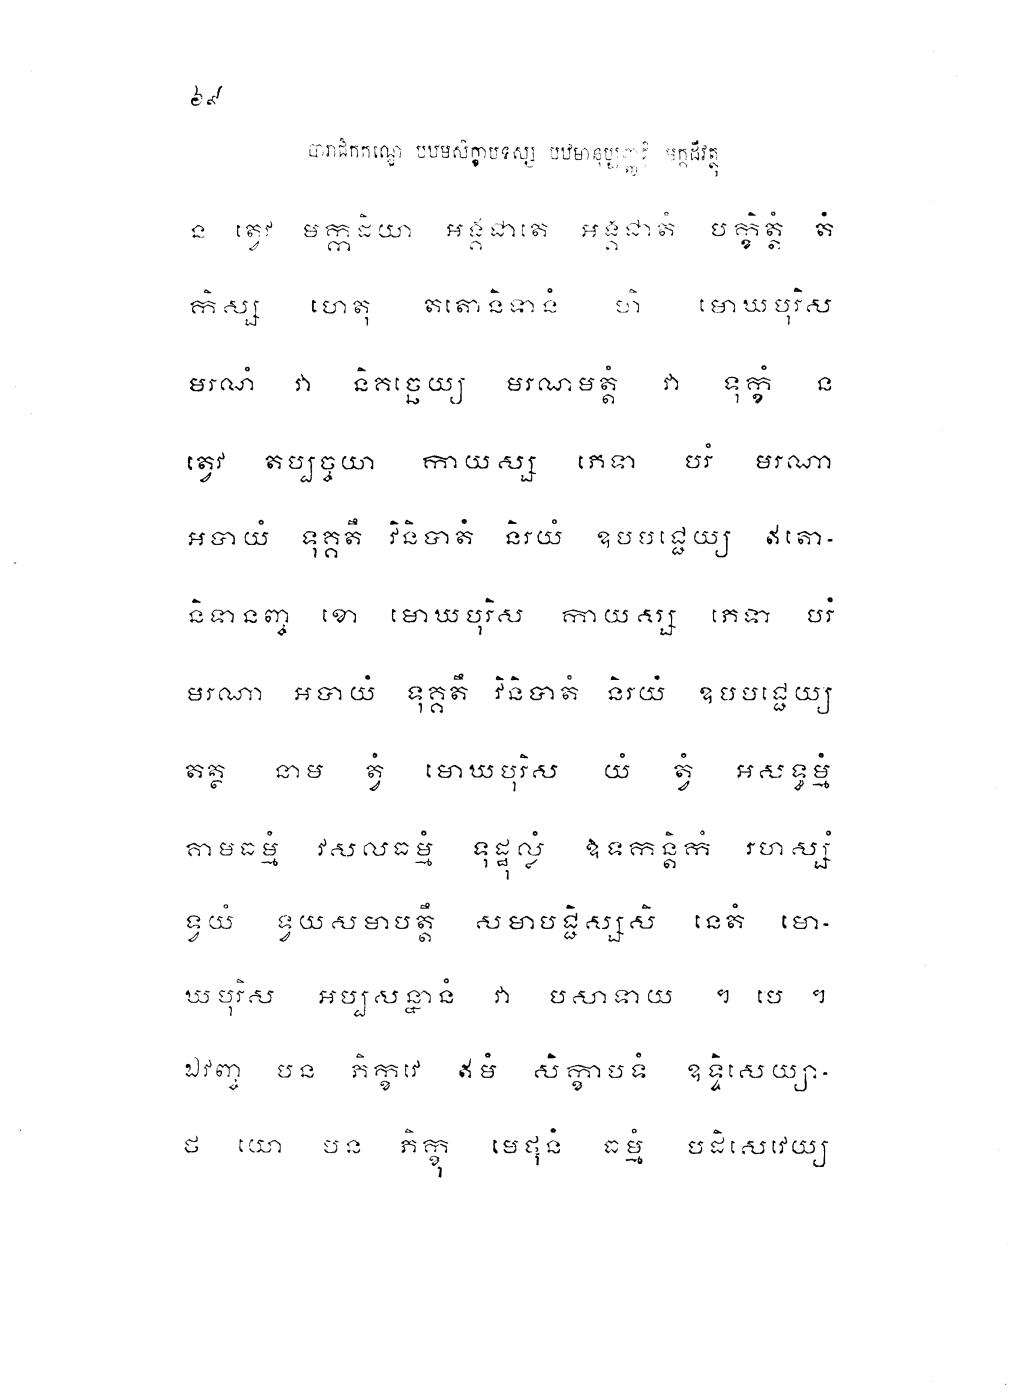 ៦៩
បារាជិកកណ្ឌេ បឋមសិក្ខាបទស្ស បឋមានុប្បញ្ញត្តិ មក្កដីវត្ថុ
ន ត្វេវ មក្កដិយា អង្គជាតេ អង្គជាតំ បក្ខិត្តំ តំ
កិស្ស ហេតុ តតោនិទានំ ហិ មោឃបុរិស
មរណំ វា និគច្ឆេយ្យ មរណមត្តំ វា ទុក្ខំ ន
ត្វេវ តប្បច្ចយា កាយស្ស ភេទា បរំ មរណា
អបាយំ ទុគ្គតឹ វិនិបាតំ និរយំ ឧបបជ្ជេយ្យ ឥតោ-
និទានញ្ច ខោ មោឃបុរិស កាយស្ស ភេទា បរំ
មរណា អបាយំ ទុគ្គតឹ វិនិបាតំ និរយំ ឧបបជ្ជេយ្យ
តត្ថ នាម ត្វំ មោឃបុរិស យំ ត្វំ អសទ្ធម្មំ
គាមធម្មំ វសលធម្មំ ទុដ្ឋុល្លំ ឱទកន្តិកំ រហស្សំ
ទ្វយំ ទ្វយសមាបត្តឹ សមាបជ្ជិស្សសិ នេតំ មោ-
ឃបុរិស អប្បសន្នានំ វា បសាទាយ ។ បេ ។
ឯវញ្ច បន ភិក្ខវេ ឥមំ សិក្ខាបទំ ឧទ្ទិសេយ្យា-
ថ យោ បន ភិក្ខុ មេថុនំ ធម្មំ បដិសេវេយ្យ